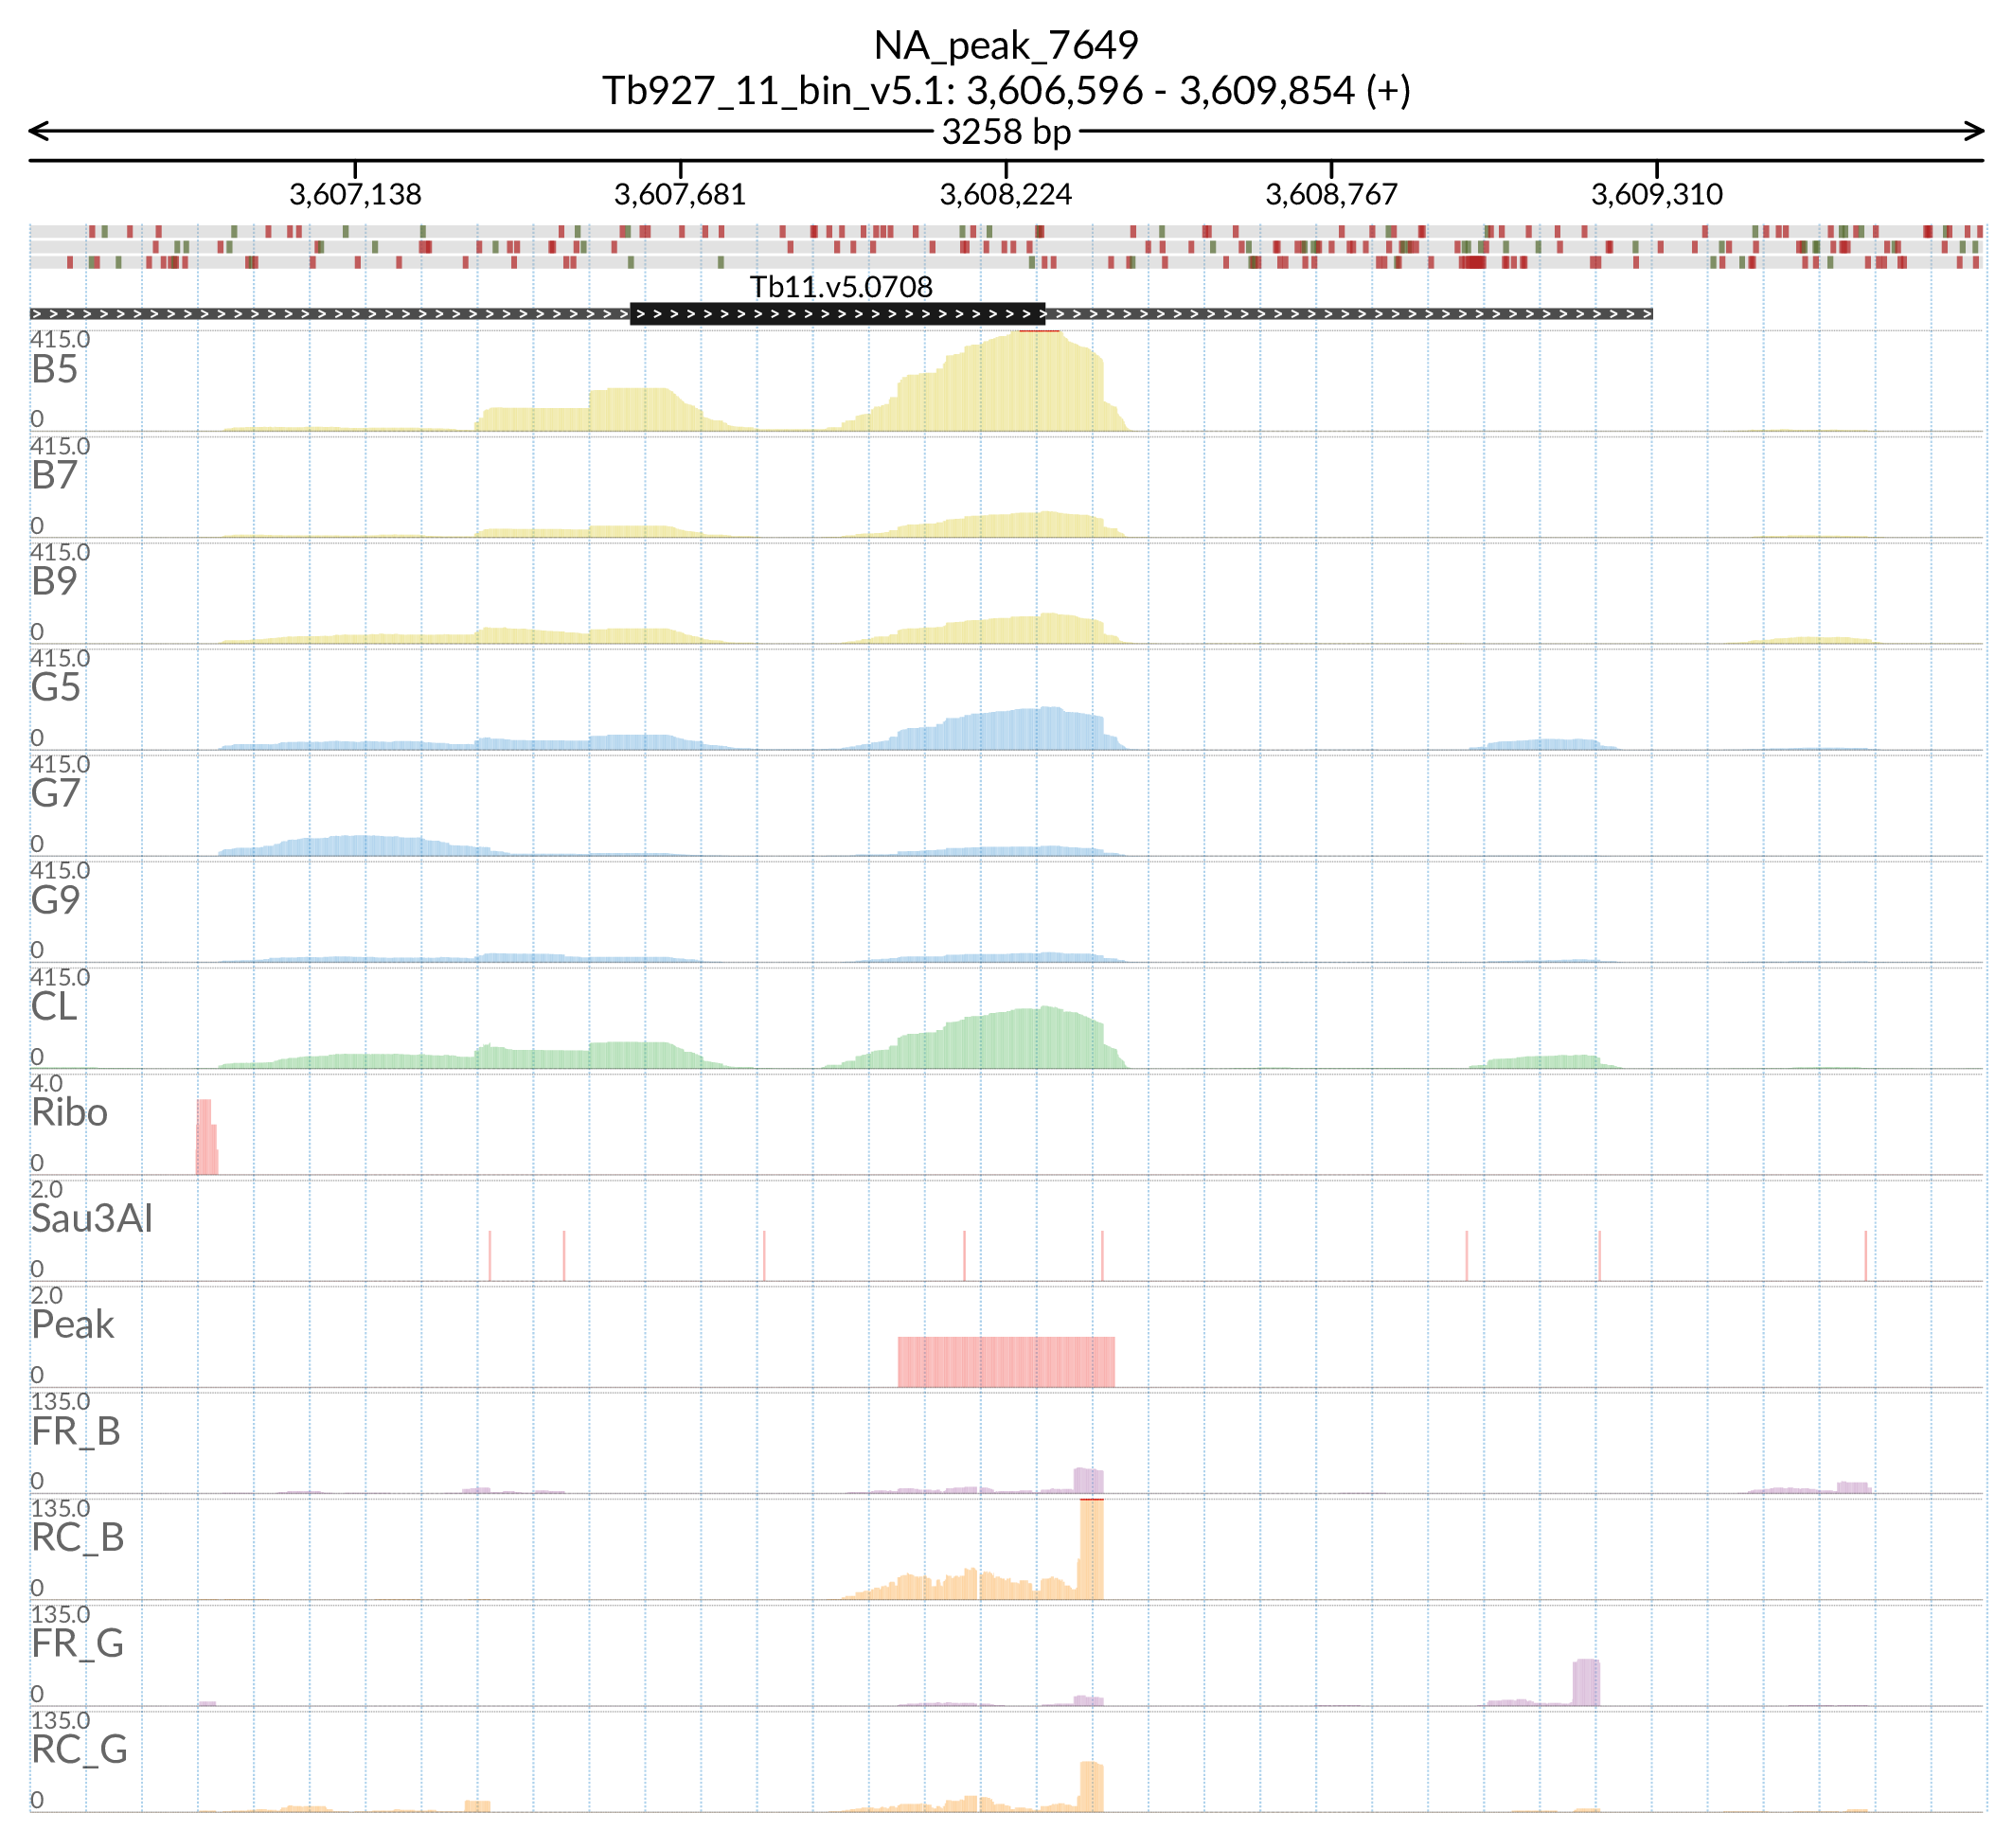 NA_peak_7649
Tb927_11_bin_v5.1: 3,606,596 - 3,609,854 (+)
3258 bp
3,607,138 3,607,681 3,608,224 3,608,767 3,609,310
Tb11.v5.0708
415.0
B5
0
415.0
B7
0
415.0
B9
0
415.0
G5
0
415.0
G7
0
415.0
G9
0
415.0
CL
0
4.0
Ribo
0
2.0
Sau3AI
0
2.0
Peak
0
135.0
FR_B
0
135.0
RC_B
0
135.0
FR_G
0
135.0
RC_G
0